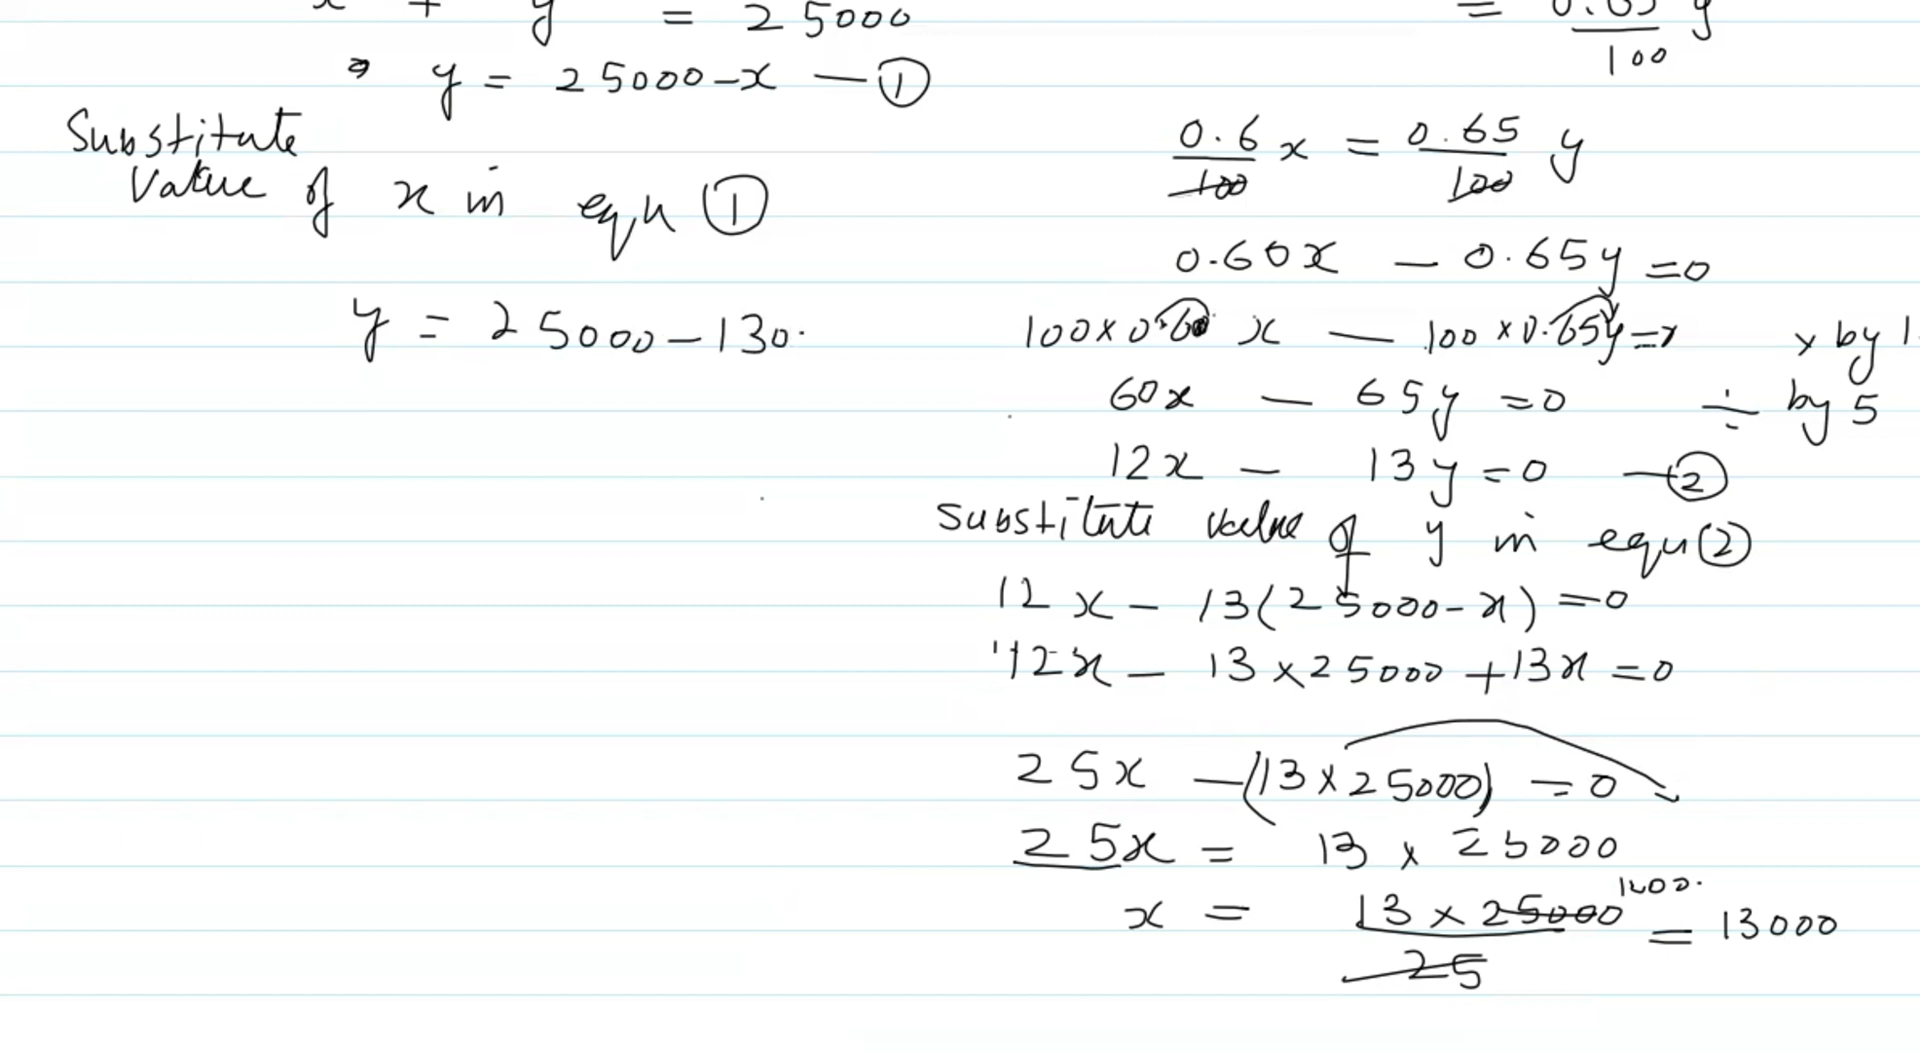 x + y = 25000
⇒ y = 25000-x — ①
Substitute
Value of x in equ ①
y = 25000-130.
= 0.65/100 y
0.6/100 x = 0.65/100 y
0.60x - 0.65y =0
100×0.60 x — 100 ×0.65y= × by 1
60x — 65y =0 ÷ by 5
12x - 13y=0 —②
Substitute value of y in equ(2)
12x - 13(25000-x) =0
12x - 13×25000 +13x =0
25x -(13×25000) =0
25x = 13 × 25000
x = 13 × 25000/25 1000. = 13000